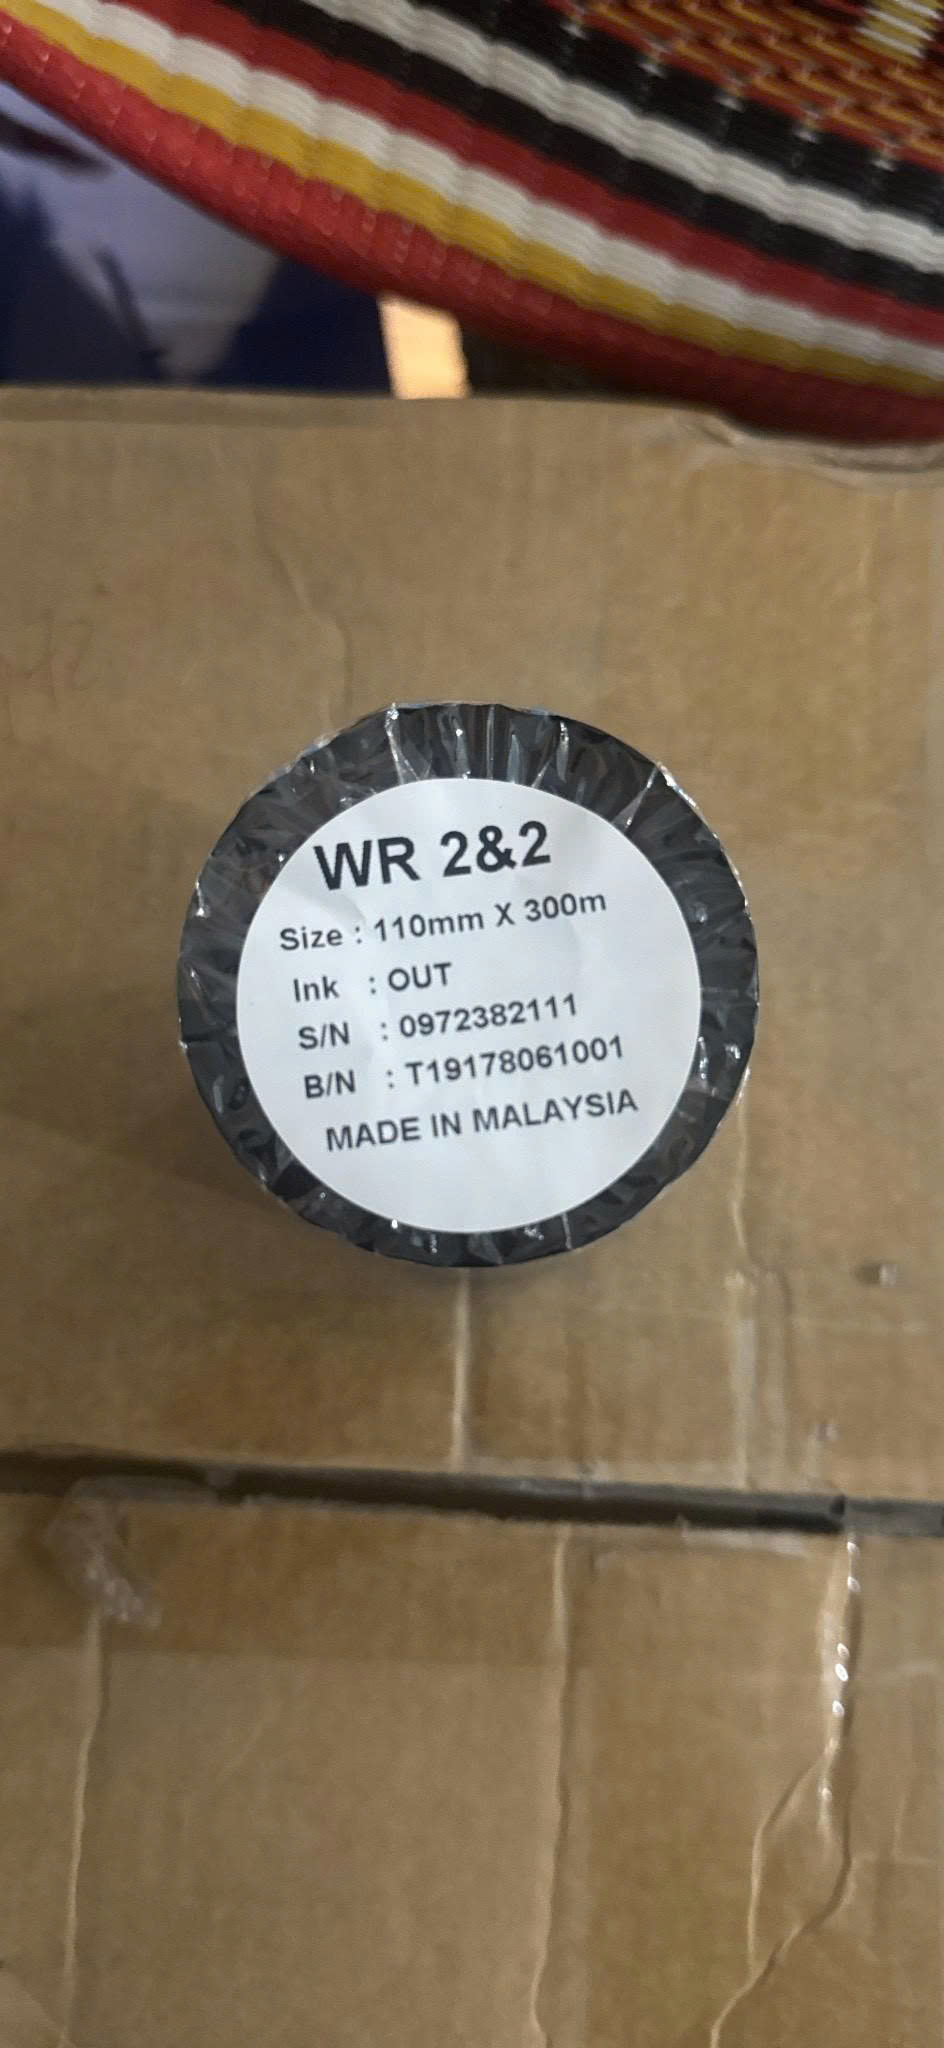 WR 2&2
Size : 110mm X 300m
Ink : OUT
S/N : 0972382111
B/N : T19178061001
MADE IN MALAYSIA